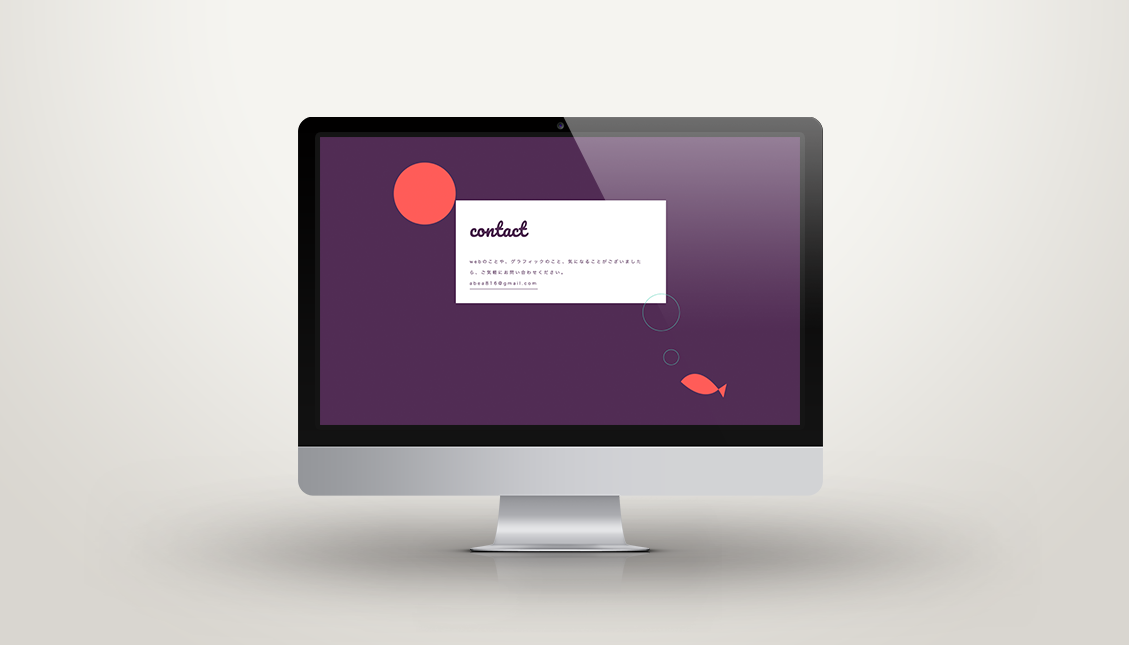 contact
webのことや、グラフィックのこと、気になることがございました
ら、ご気軽にお問い合わせください。
ebea816@gmail.com